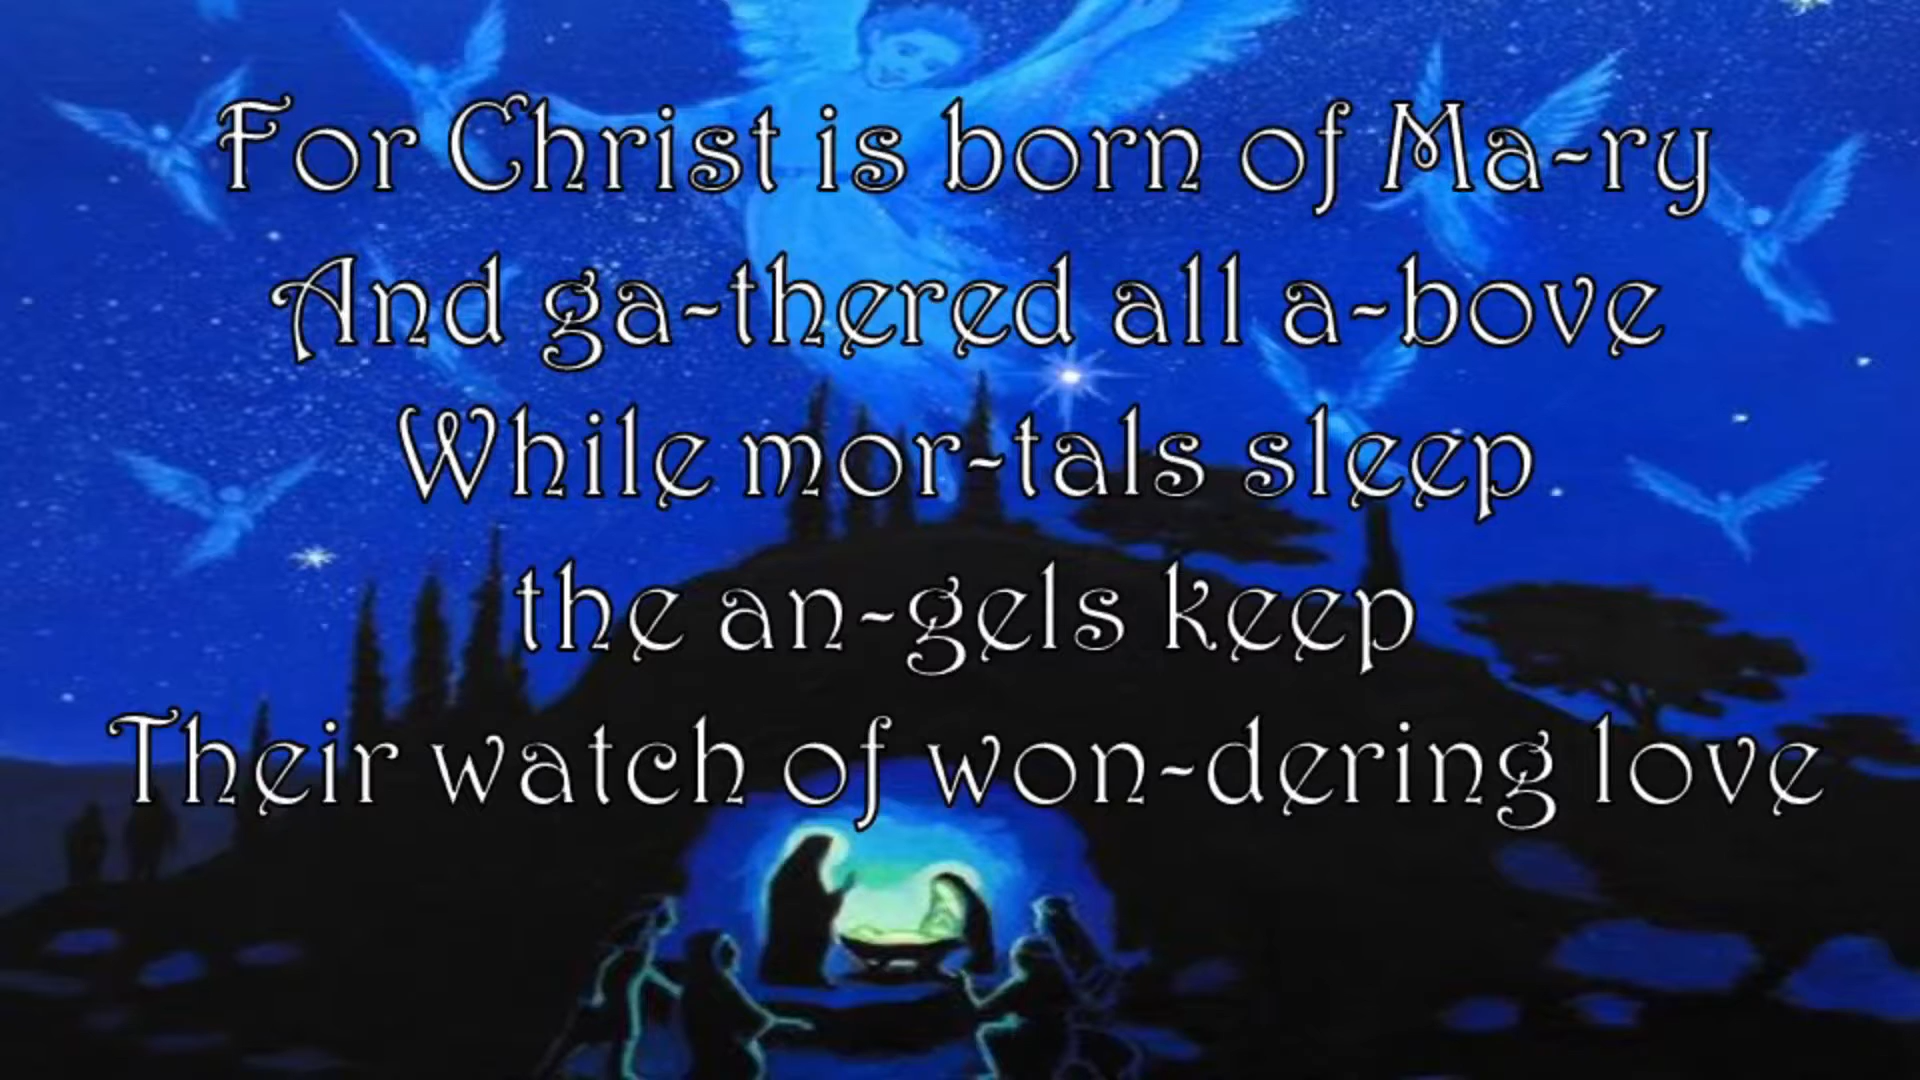 For Christ is born of Ma-ry
And ga-thered all a-bove
While mor-tals sleep
the an-gels keep
Their watch of won-dering love